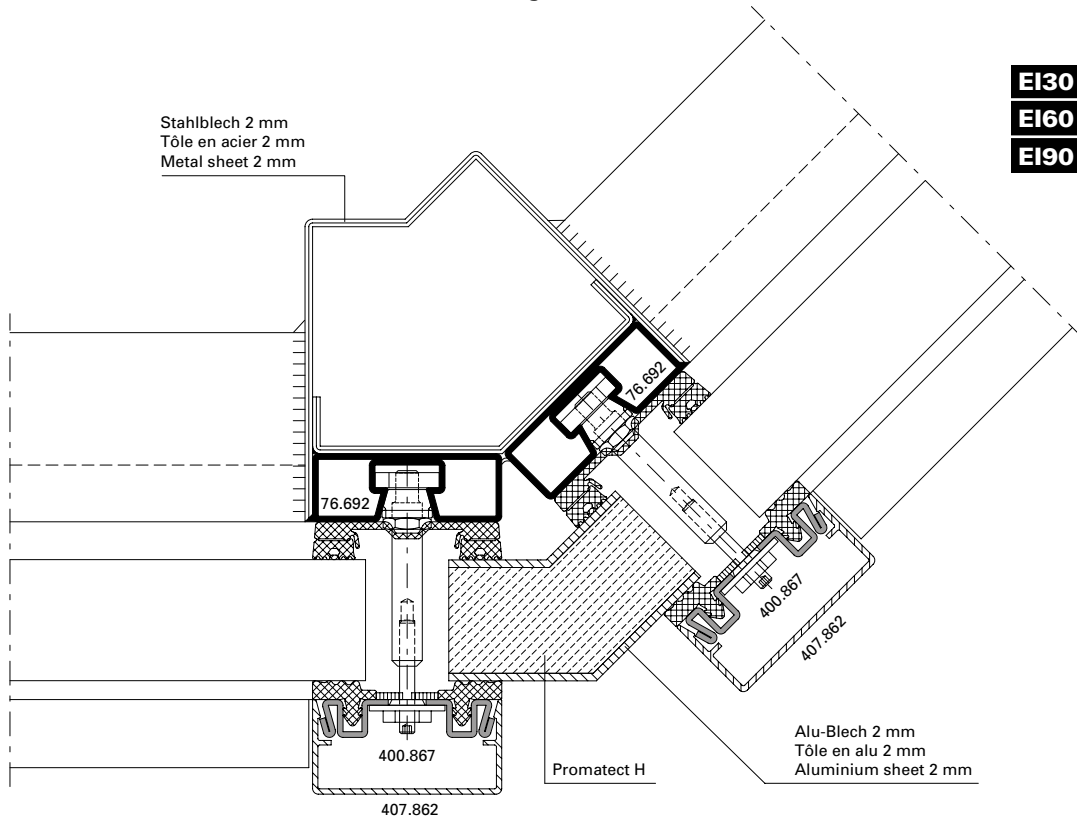 EI30
EI60
EI90
Stahlblech 2 mm
Tôle en acier 2 mm
Metal sheet 2 mm
76.692
76.692
400.867
407.862
400.867
407.862
Promatect H
Alu-Blech 2 mm
Tôle en alu 2 mm
Aluminium sheet 2 mm